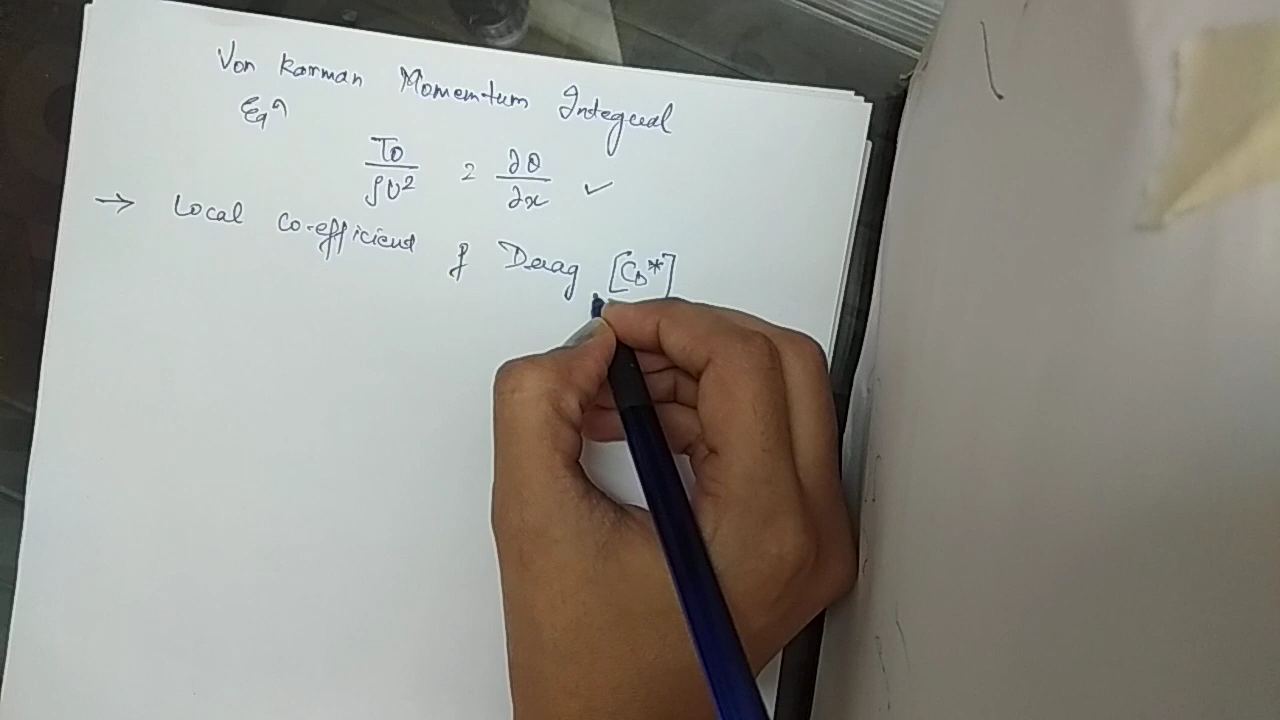 Von Karman Momentum Integral
Eqn
τ0/ρU² = ∂θ/∂x ✓
→ Local Co-efficient of Drag [CD*]